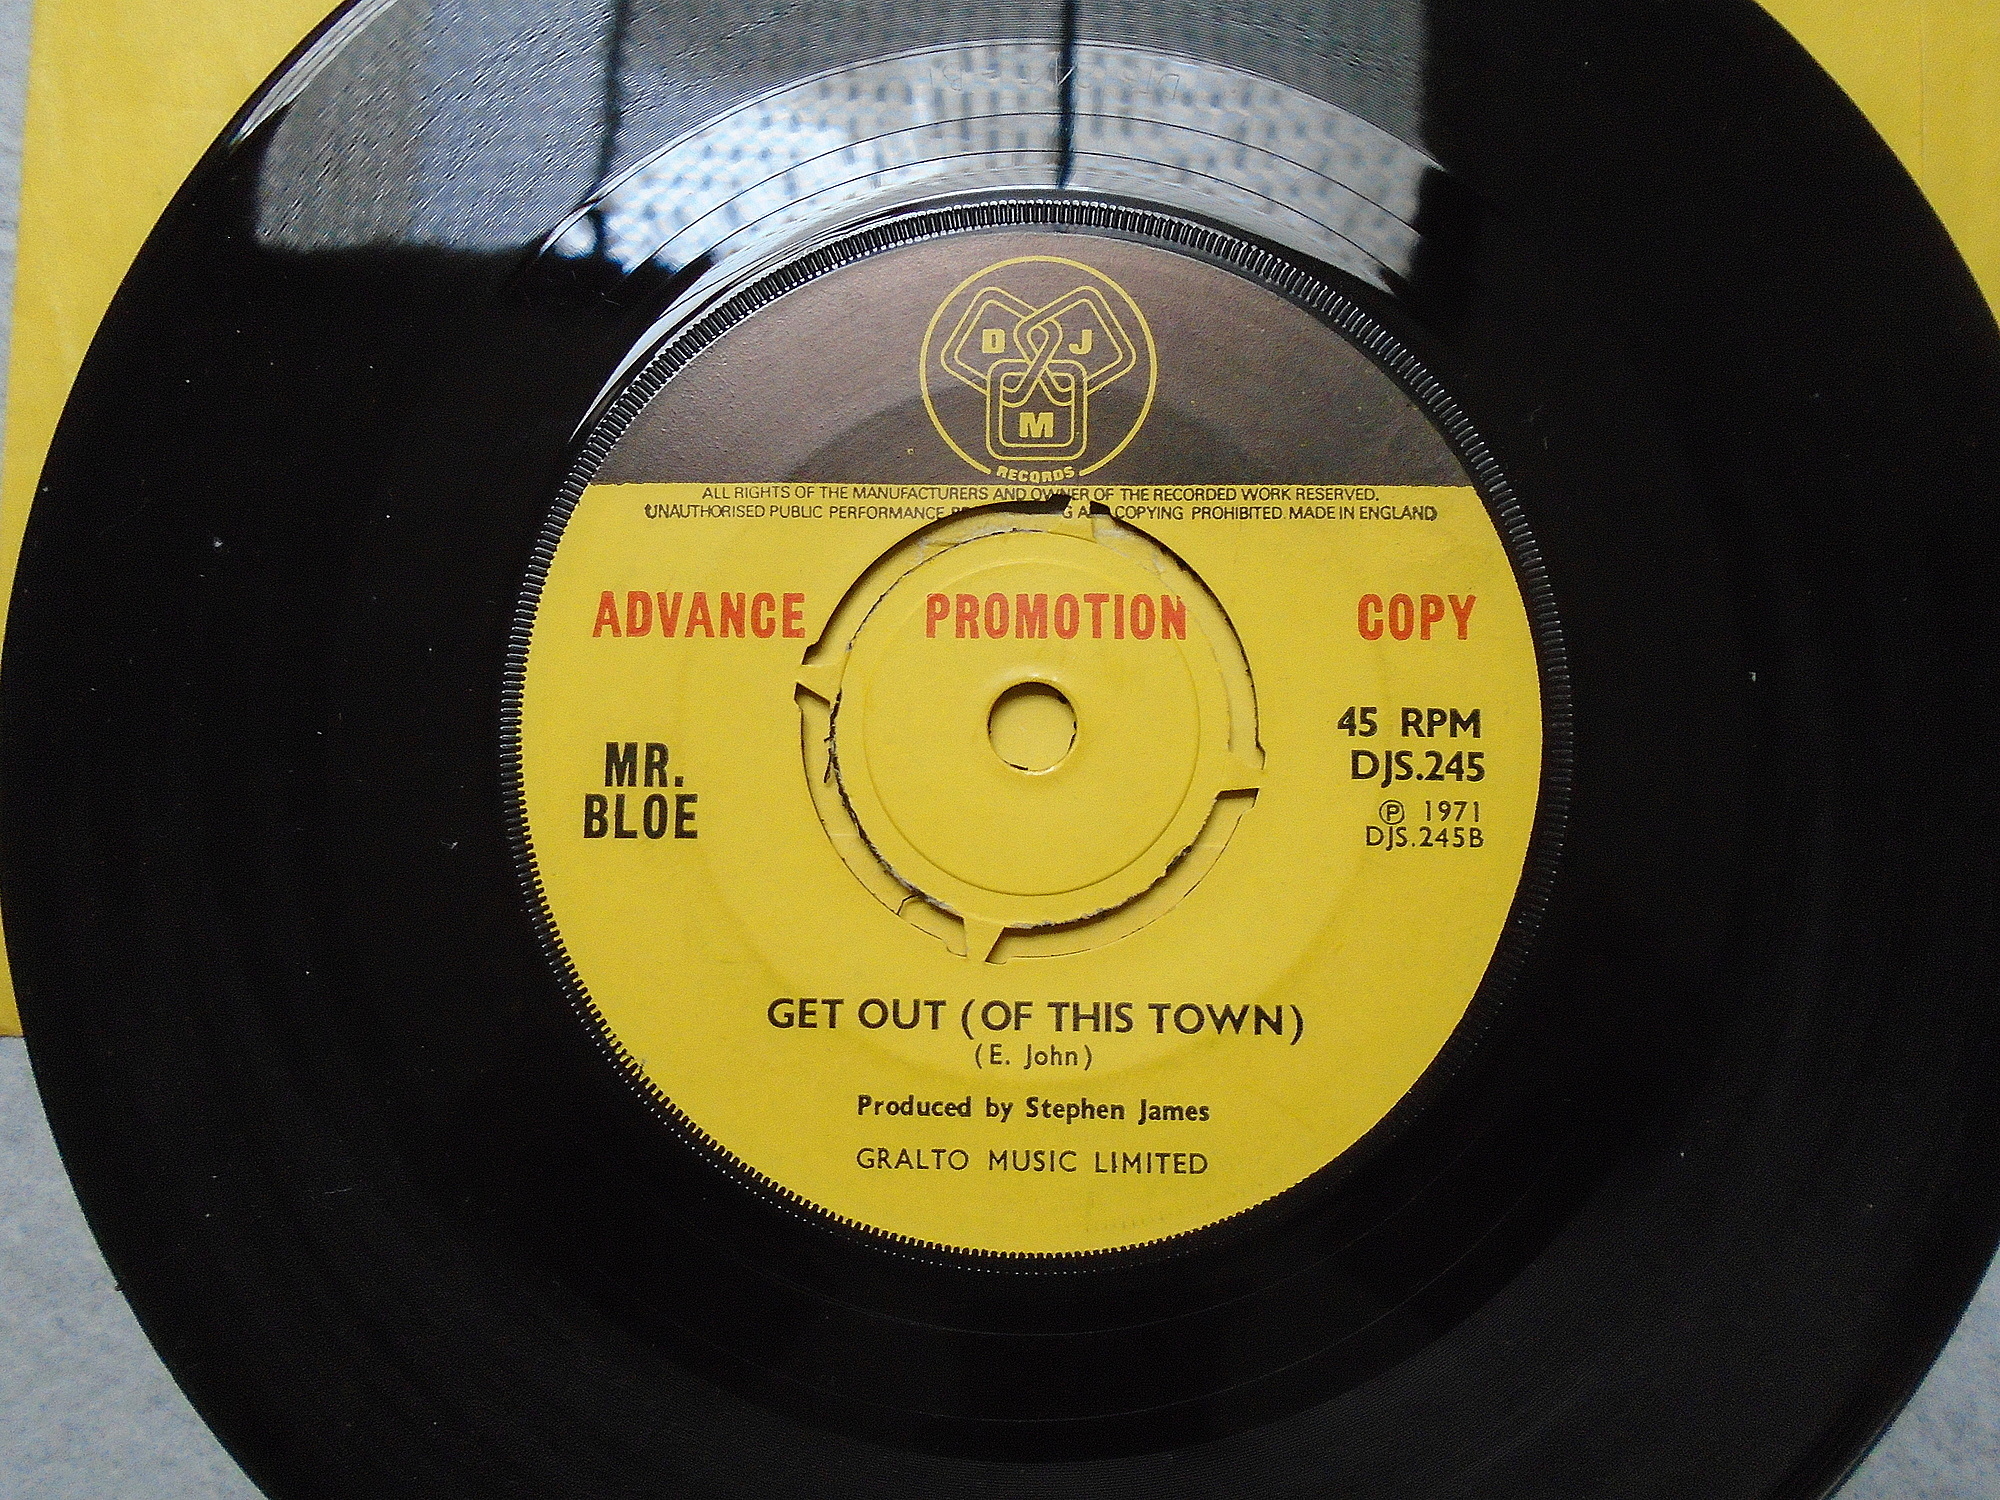 D J
M
RECORDS
ALL RIGHTS OF THE MANUFACTURERS AND OWNER OF THE RECORDED WORK RESERVED.
UNAUTHORISED PUBLIC PERFORMANCE COPYING PROHIBITED. MADE IN ENGLAND
ADVANCE PROMOTION COPY
45 RPM
DJS.245
℗ 1971
DJS.245B
MR.
BLOE
GET OUT (OF THIS TOWN)
(E. John)
Produced by Stephen James
GRALTO MUSIC LIMITED